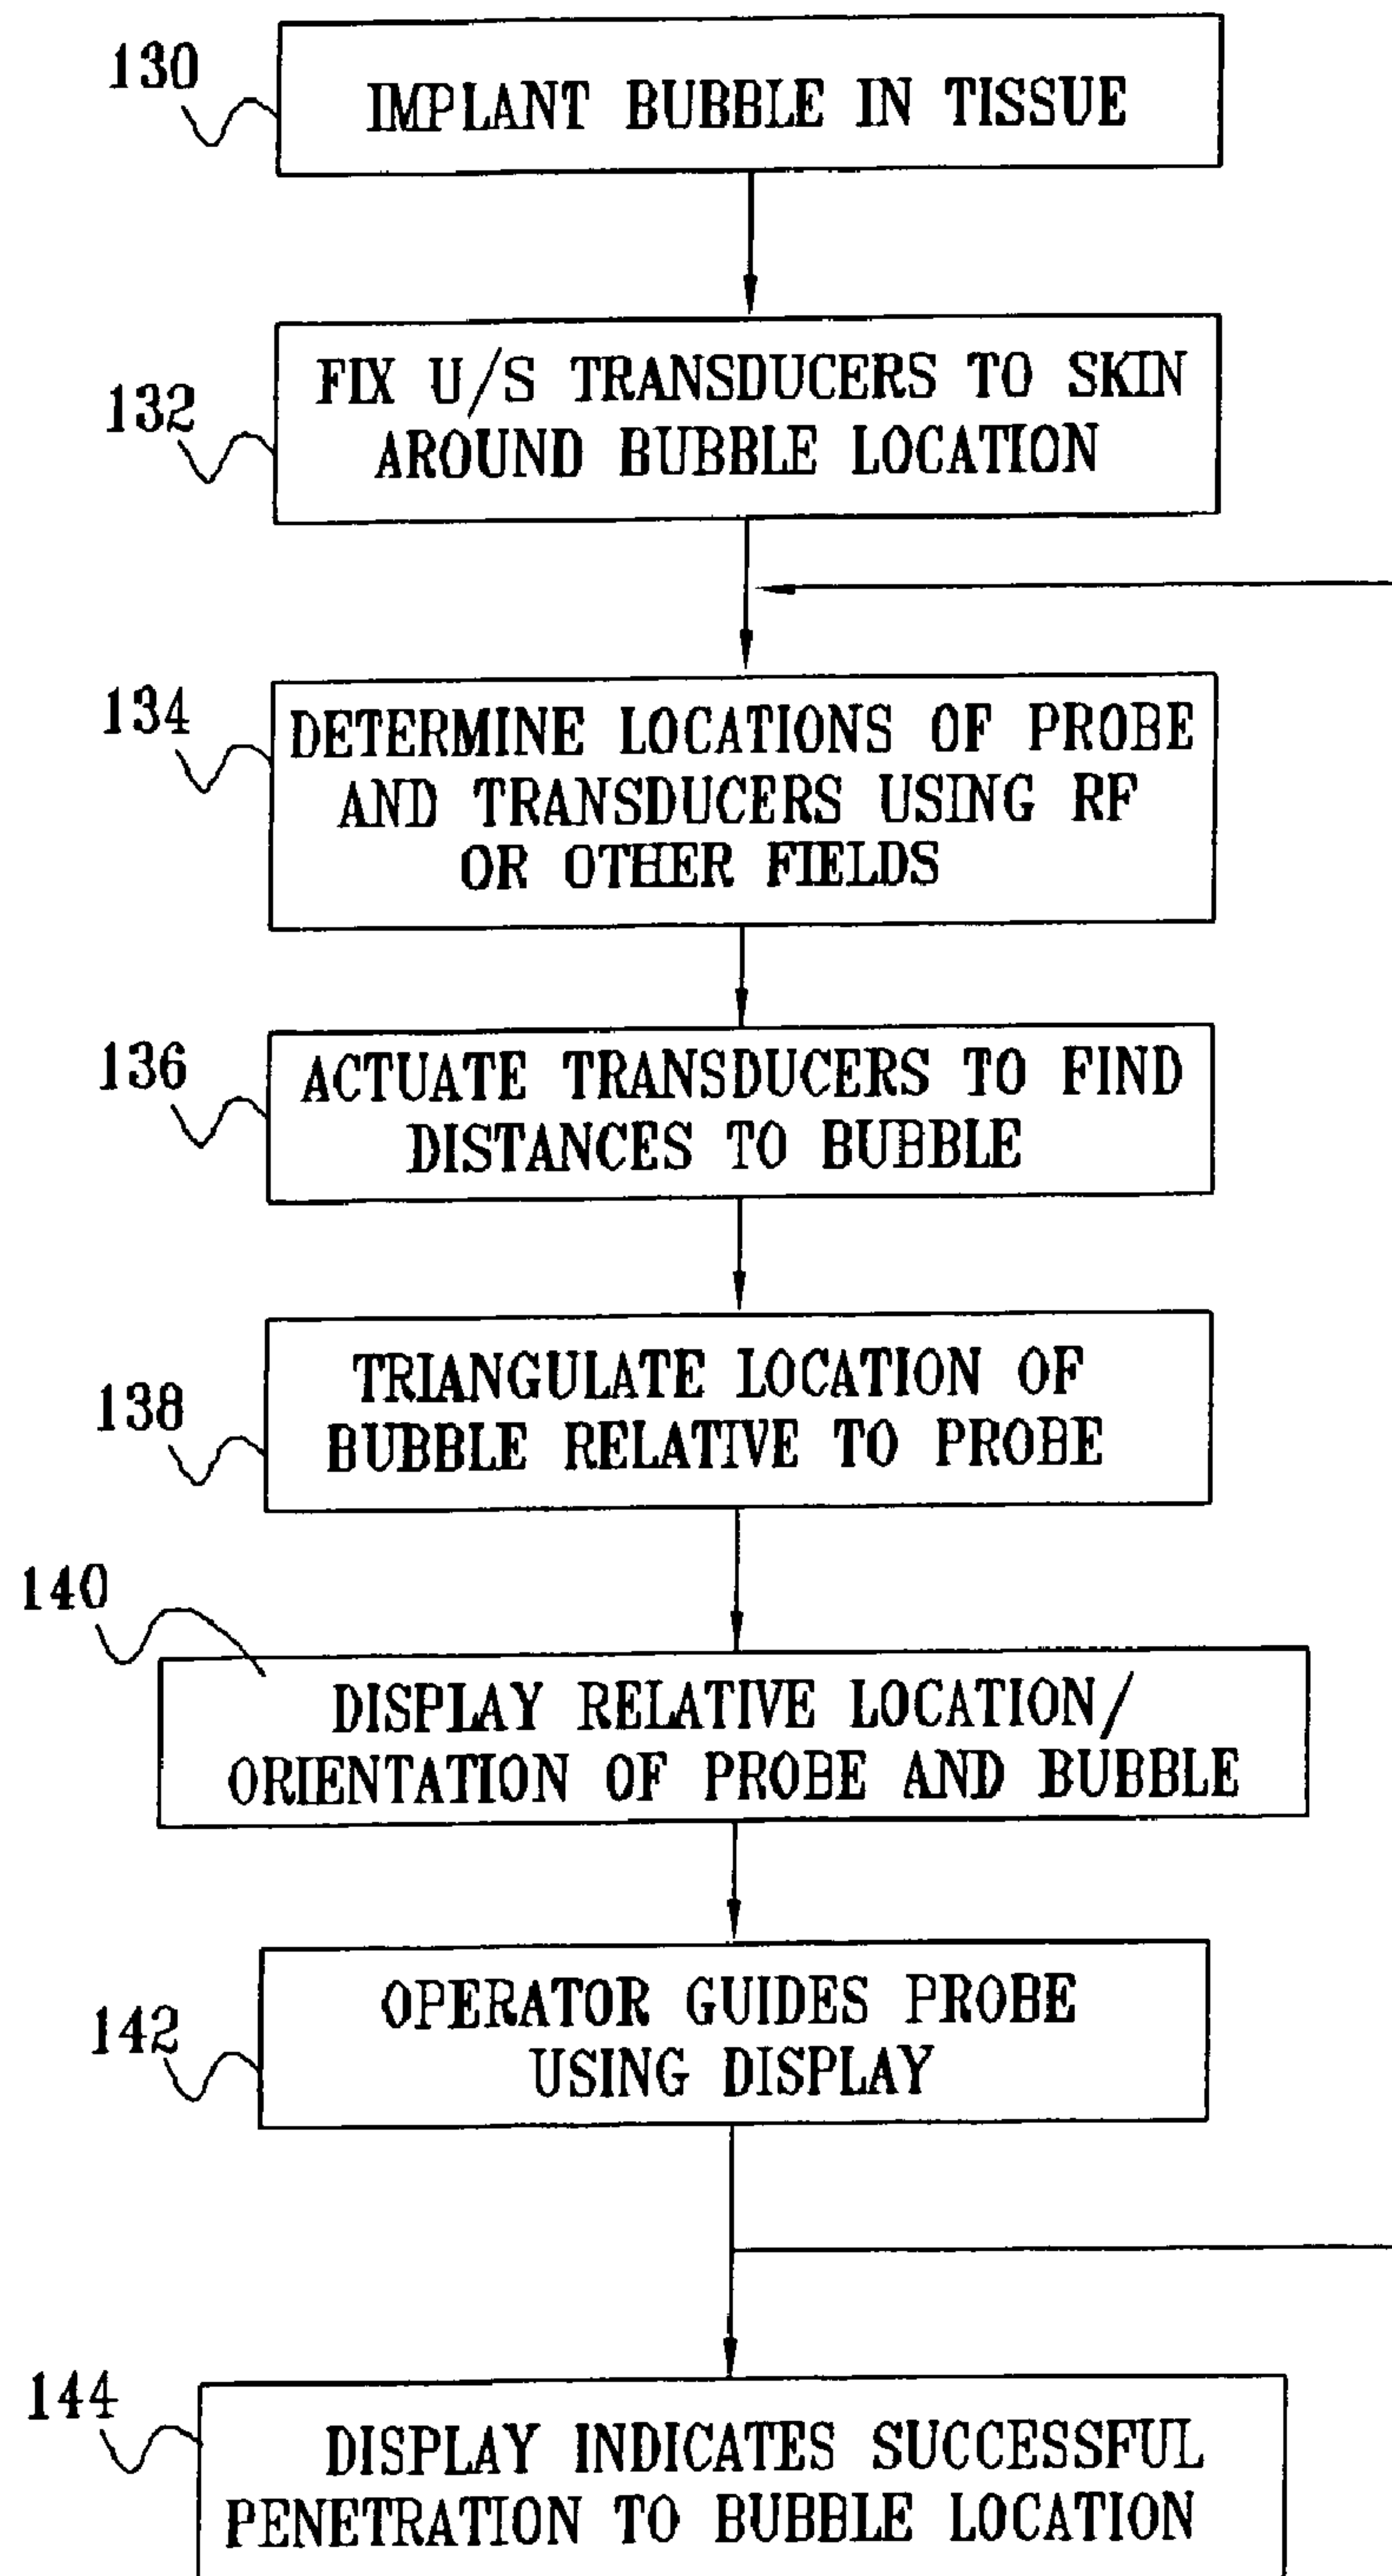 130
IMPLANT BUBBLE IN TISSUE
132
FIX U/S TRANSDUCERS TO SKIN
AROUND BUBBLE LOCATION
134
DETERMINE LOCATIONS OF PROBE
AND TRANSDUCERS USING RF
OR OTHER FIELDS
136
ACTUATE TRANSDUCERS TO FIND
DISTANCES TO BUBBLE
138
TRIANGULATE LOCATION OF
BUBBLE RELATIVE TO PROBE
140
DISPLAY RELATIVE LOCATION/
ORIENTATION OF PROBE AND BUBBLE
142
OPERATOR GUIDES PROBE
USING DISPLAY
144
DISPLAY INDICATES SUCCESSFUL
PENETRATION TO BUBBLE LOCATION